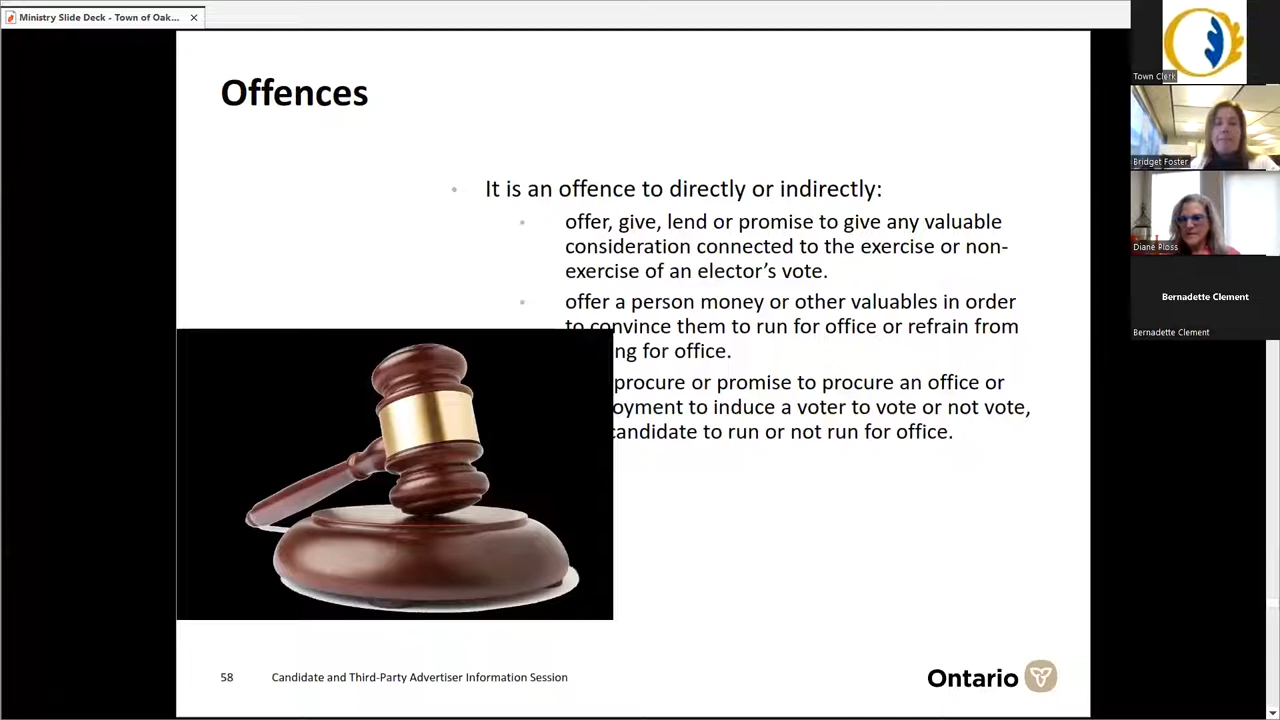 Ministry Slide Deck - Town of Oak...
Offences
It is an offence to directly or indirectly:
offer, give, lend or promise to give any valuable
consideration connected to the exercise or non-
exercise of an elector's vote.
offer a person money or other valuables in order
to convince them to run for office or refrain from
ng for office.
procure or promise to procure an office or
oyment to induce a voter to vote or not vote,
candidate to run or not run for office.
58
Candidate and Third-Party Advertiser Information Session
Ontario
Town Clerk
Bridget Foster
Diane Ploss
Bernadette Clement
Bernadette Clement